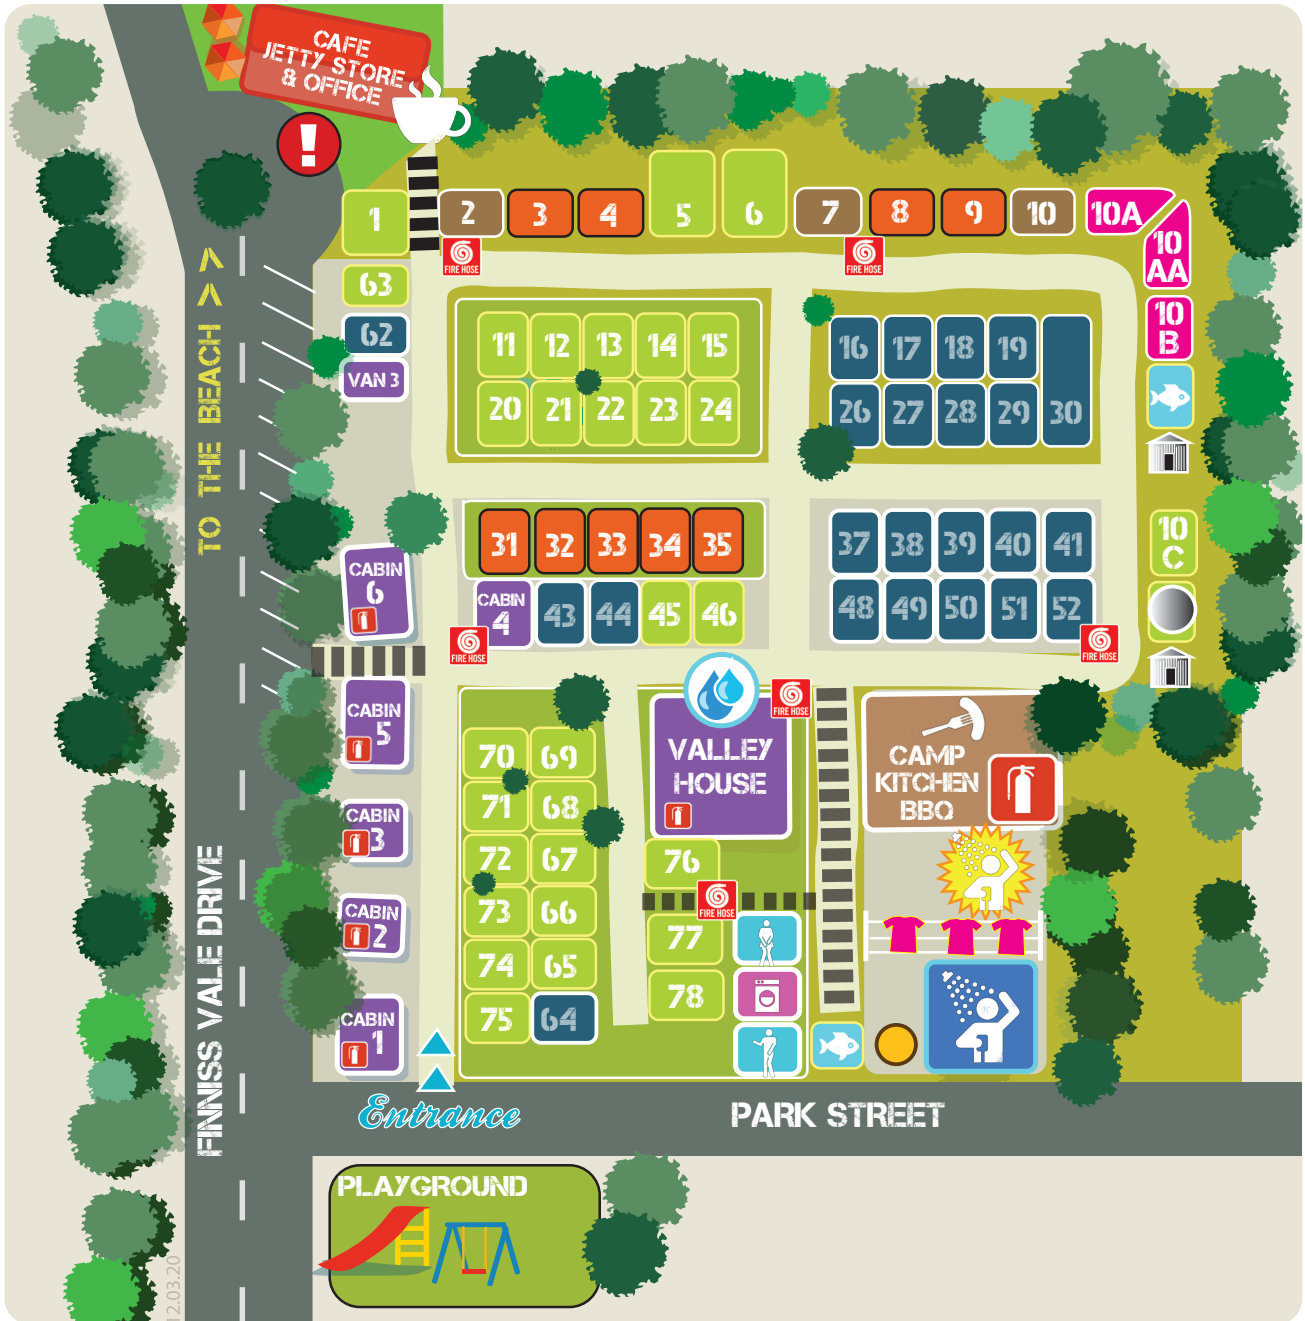 CAFE
JETTY STORE
& OFFICE
!
1
2
3
4
5
6
7
8
9
10
10A
10
AA
10
B
FIRE HOSE
FIRE HOSE
63
62
VAN 3
11
12
13
14
15
20
21
22
23
24
16
17
18
19
26
27
28
29
30
TO THE BEACH >>
31
32
33
34
35
37
38
39
40
41
10
C
CABIN
6
CABIN
4
43
44
45
46
48
49
50
51
52
FIRE HOSE
FIRE HOSE
CABIN
5
70
69
71
68
72
67
73
66
74
65
75
64
FIRE HOSE
VALLEY
HOUSE
76
FIRE HOSE
77
78
CAMP
KITCHEN
BBQ
CABIN
3
CABIN
2
CABIN
1
FINNISS VALE DRIVE
Entrance
PARK STREET
PLAYGROUND
12.03.20